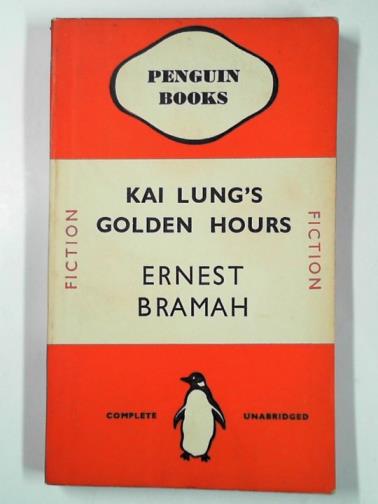 PENGUIN
BOOKS
KAI LUNG'S
GOLDEN HOURS
FICTION
FICTION
ERNEST
BRAMAH
COMPLETE UNABRIDGED